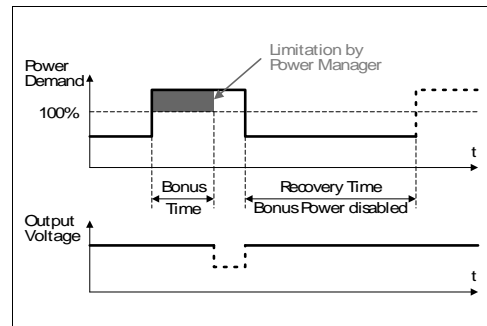 Limitation by
Power Manager
Power
Demand
100%
t
Bonus
Time
Recovery Time
Bonus Power disabled
Output
Voltage
t